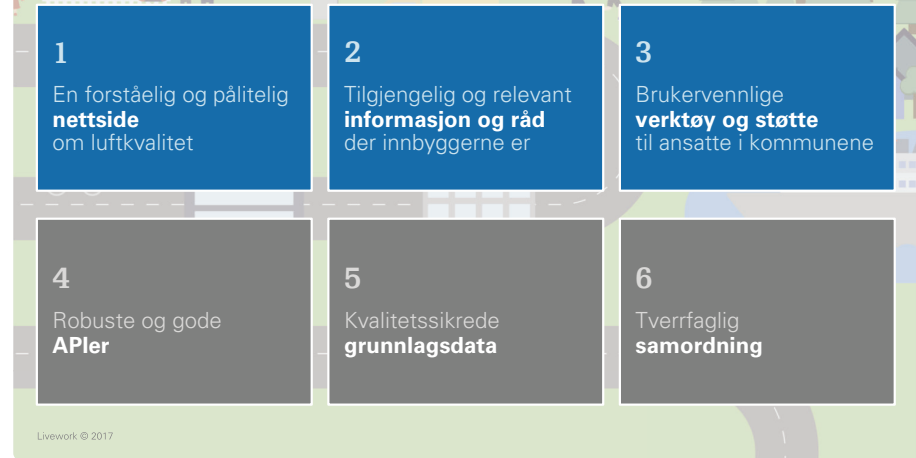 1
En forståelig og pålitelig
nettside
om luftkvalitet
2
Tilgjengelig og relevant
informasjon og råd
der innbyggerne er
3
Brukervennlige
verktøy og støtte
til ansatte i kommunene
4
Robuste og gode
APIer
5
Kvalitetssikrede
grunnlagsdata
6
Tverrfaglig
samordning
Livework © 2017